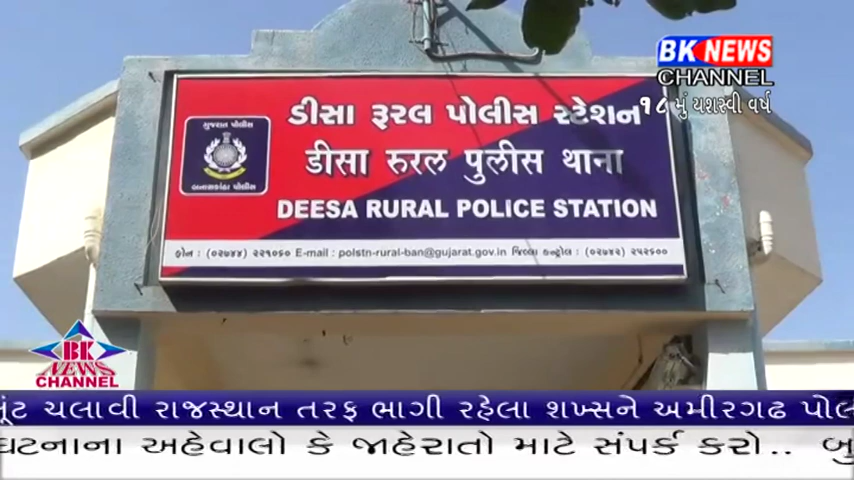 BK NEWS
CHANNEL
૧૮ મું યશસ્વી વર્ષ
ગુજરાત પોલીસ
બનાસકાંઠા પોલીસ
ડીસા રૂરલ પોલીસ સ્ટેશન
डीसा रुरल पुलीस थाना
DEESA RURAL POLICE STATION
ફોન : (૦૨૭૪૪) ૨૨૧૦૬૦ E-mail : polstn-rural-ban@gujarat.gov.in જિલ્લા કન્ટ્રોલ : (૦૨૭૪૨) ૨૫૨૬૦૦
BK
NEWS
CHANNEL
ચલાવી રાજસ્થાન તરફ ભાગી રહેલા શખ્સને અમીરગઢ પોલ
ઘટનાના અહેવાલો કે જાહેરાતો માટે સંપર્ક કરો.. બુ